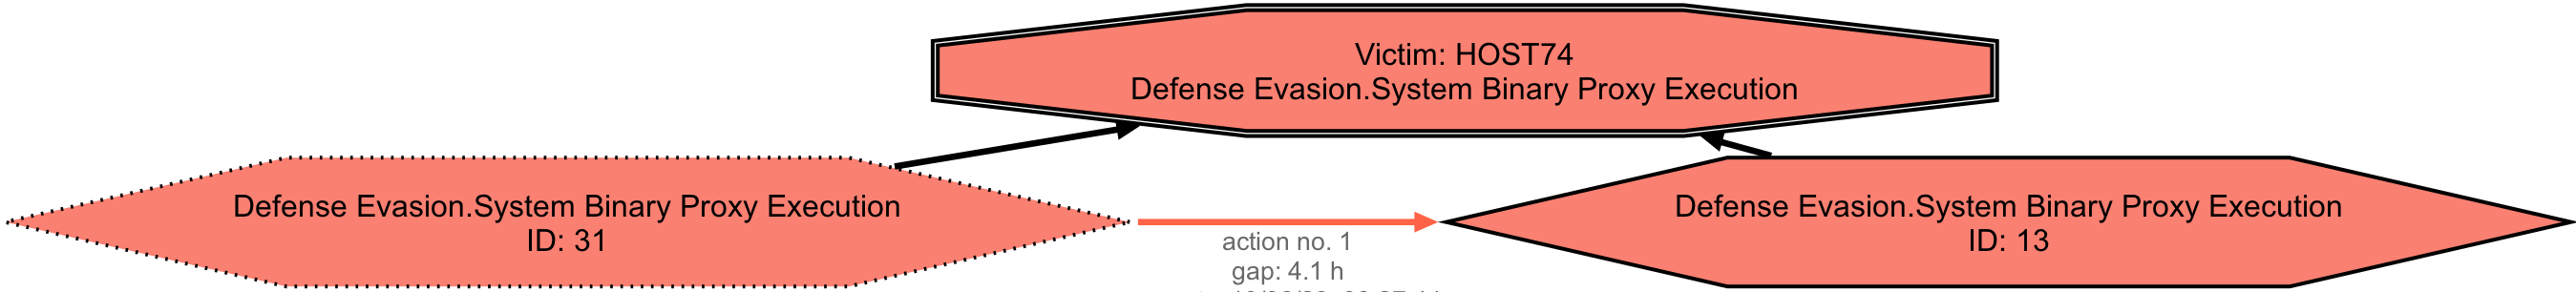 Victim: HOST74
Defense Evasion.System Binary Proxy Execution
Defense Evasion.System Binary Proxy Execution
ID: 31
action no. 1
gap: 4.1 h
Defense Evasion.System Binary Proxy Execution
ID: 13